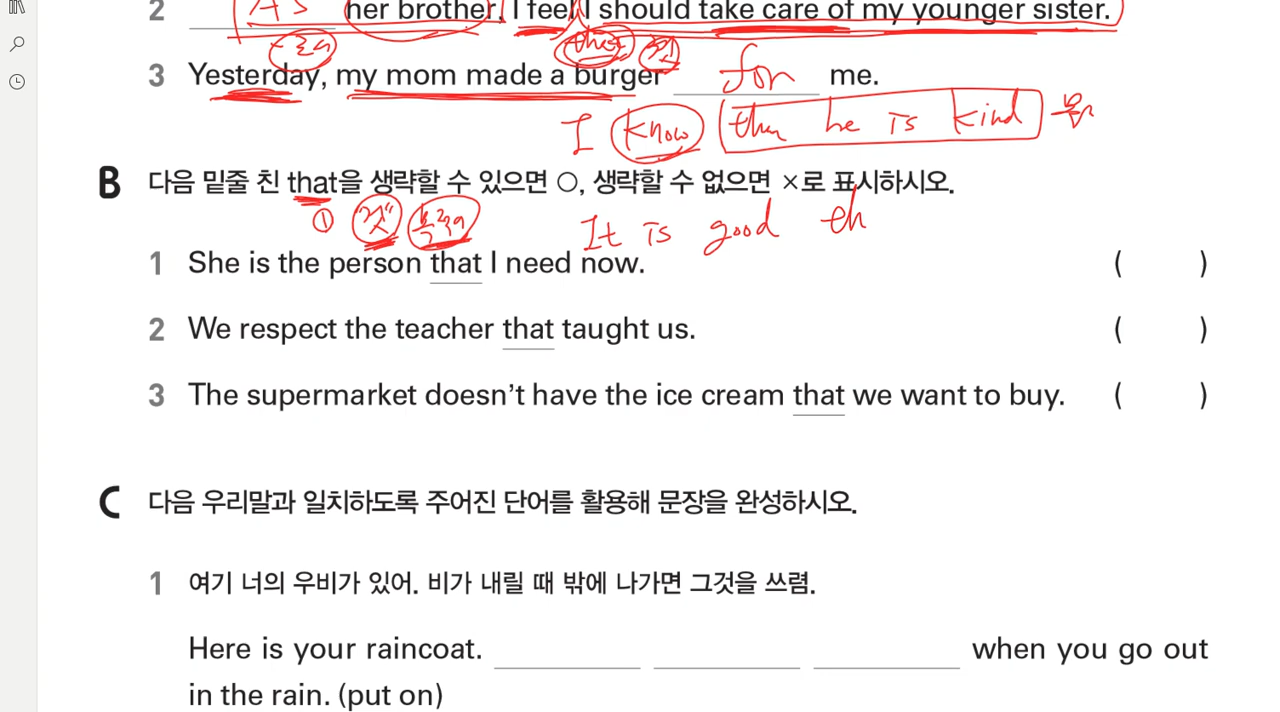 2 As her brother, I feel I should take care of my younger sister.
that
3 Yesterday, my mom made a burger for me.
I know that he is kind
B 다음 밑줄 친 that을 생략할 수 있으면 ○, 생략할 수 없으면 ×로 표시하시오.
① "것"
It is good th
1 She is the person that I need now. ( )
2 We respect the teacher that taught us. ( )
3 The supermarket doesn't have the ice cream that we want to buy. ( )
C 다음 우리말과 일치하도록 주어진 단어를 활용해 문장을 완성하시오.
1 여기 너의 우비가 있어. 비가 내릴 때 밖에 나가면 그것을 쓰렴.
Here is your raincoat. ___ ___ ___ when you go out
in the rain. (put on)